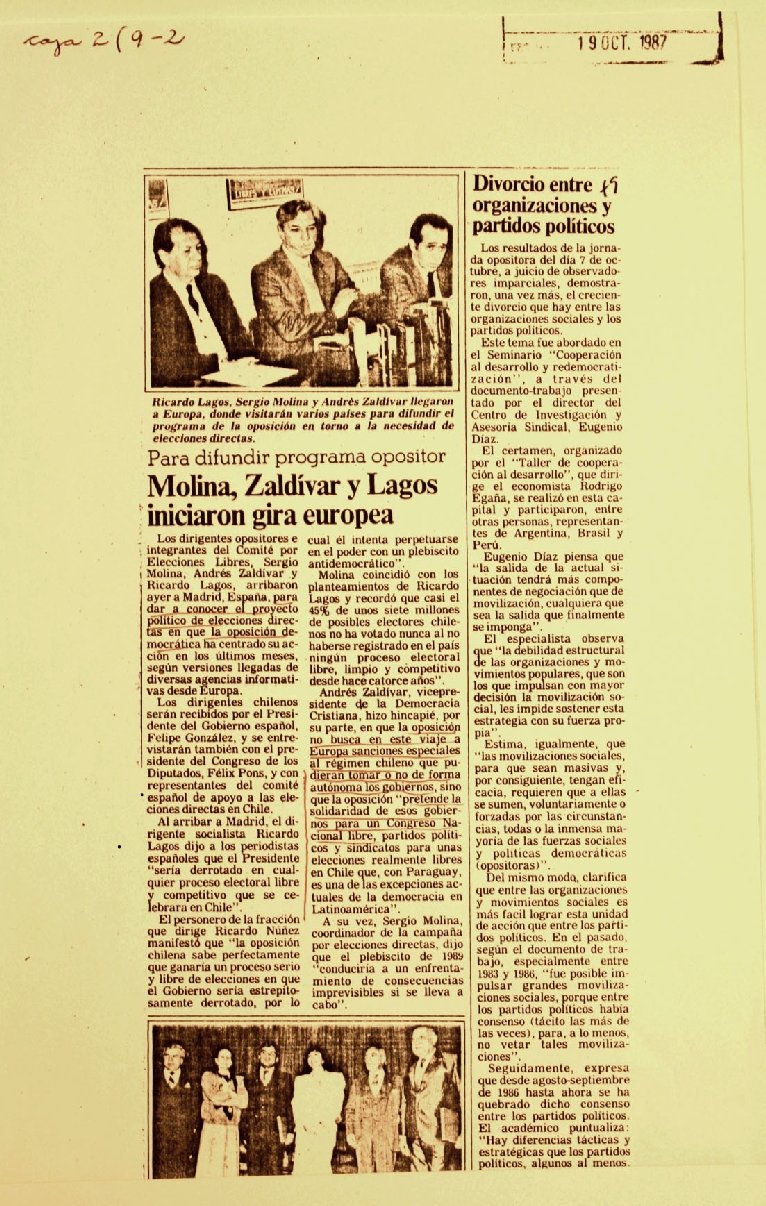 caja 2 (9-2
19 OCT. 1987
Ricardo Lagos, Sergio Molina y Andrés Zaldívar llegaron
a Europa, donde visitarán varios países para difundir el
programa de la oposición en torno a la necesidad de
elecciones directas.
Para difundir programa opositor
Molina, Zaldívar y Lagos
iniciaron gira europea
Los dirigentes opositores e
integrantes del Comité por
Elecciones Libres, Sergio
Molina, Andrés Zaldívar y
Ricardo Lagos, arribaron
ayer a Madrid, España, para
dar a conocer el proyecto
político de elecciones direc-
tas en que la oposición de-
mocrática ha centrado su ac-
ción en los últimos meses,
según versiones llegadas de
diversas agencias informati-
vas desde Europa.
Los dirigentes chilenos
serán recibidos por el Presi-
dente del Gobierno español,
Felipe González, y se entre-
vistarán también con el pre-
sidente del Congreso de los
Diputados, Félix Pons, y con
representantes del comité
español de apoyo a las ele-
ciones directas en Chile.
Al arribar a Madrid, el di-
rigente socialista Ricardo
Lagos dijo a los periodistas
españoles que el Presidente
"sería derrotado en cual-
quier proceso electoral libre
y competitivo que se ce-
lebrara en Chile".
El personero de la fracción
que dirige Ricardo Núñez
manifestó que "la oposición
chilena sabe perfectamente
que ganaría un proceso serio
y libre de elecciones en que
el Gobierno sería estrepito-
samente derrotado, por lo
cual él intenta perpetuarse
en el poder con un plebiscito
antidemocrático".
Molina coincidió con los
planteamientos de Ricardo
Lagos y recordó que casi el
45% de unos siete millones
de posibles electores chile-
nos no ha votado nunca al no
haberse registrado en el país
ningún proceso electoral
libre, limpio y competitivo
desde hace catorce años".
Andrés Zaldívar, vicepre-
sidente de la Democracia
Cristiana, hizo hincapié, por
su parte, en que la oposición
no busca en este viaje a
Europa sanciones especiales
al régimen chileno que pu-
dieran tomar o no de forma
autónoma los gobiernos, sino
que la oposición "pretende la
solidaridad de esos gobier-
nos para un Congreso Na-
cional libre, partidos políti-
cos y sindicatos para unas
elecciones realmente libres
en Chile que, con Paraguay,
es una de las excepciones ac-
tuales de la democracia en
Latinoamérica".
A su vez, Sergio Molina,
coordinador de la campaña
por elecciones directas, dijo
que el plebiscito de 1989
"conduciría a un enfrenta-
miento de consecuencias
imprevisibles si se lleva a
cabo".
Divorcio entre
organizaciones y
partidos políticos
Los resultados de la jorna-
da opositora del día 7 de oc-
tubre, a juicio de observado-
res imparciales, demostra-
ron, una vez más, el crecien-
te divorcio que hay entre las
organizaciones sociales y los
partidos políticos.
Este tema fue abordado en
el Seminario "Cooperación
al desarrollo y redemocrati-
zación", a través del
documento-trabajo presen-
tado por el director del
Centro de Investigación y
Asesoría Sindical, Eugenio
Díaz.
El certamen, organizado
por el "Taller de coopera-
ción al desarrollo", que diri-
ge el economista Rodrigo
Egaña, se realizó en esta ca-
pital y participaron, entre
otras personas, representan-
tes de Argentina, Brasil y
Perú.
Eugenio Díaz piensa que
"la salida de la actual si-
tuación tendrá más compo-
nentes de negociación que de
movilización, cualquiera que
sea la salida que finalmente
se imponga".
El especialista observa
que "la debilidad estructural
de las organizaciones y mo-
vimientos populares, que son
los que impulsan con mayor
decisión la movilización so-
cial, les impide sostener esta
estrategia con su fuerza pro-
pia".
Estima, igualmente, que
"las movilizaciones sociales,
para que sean masivas y,
por consiguiente, tengan efi-
cacia, requieren que a ellas
se sumen, voluntariamente o
forzadas por las circunstan-
cias, todas o la inmensa ma-
yoría de las fuerzas sociales
y políticas democráticas
(opositoras)".
Del mismo modo, clarifica
que entre las organizaciones
y movimientos sociales es
más fácil lograr esta unidad
de acción que entre los parti-
dos políticos. En el pasado,
según el documento de tra-
bajo, especialmente entre
1983 y 1986, "fue posible im-
pulsar grandes moviliza-
ciones sociales, porque entre
los partidos políticos había
consenso (tácito las más de
las veces), para, a lo menos,
no vetar tales moviliza-
ciones".
Seguidamente, expresa
que desde agosto-septiembre
de 1986 hasta ahora se ha
quebrado dicho consenso
entre los partidos políticos.
El académico puntualiza:
"Hay diferencias tácticas y
estratégicas que los partidos
políticos, algunos al menos,